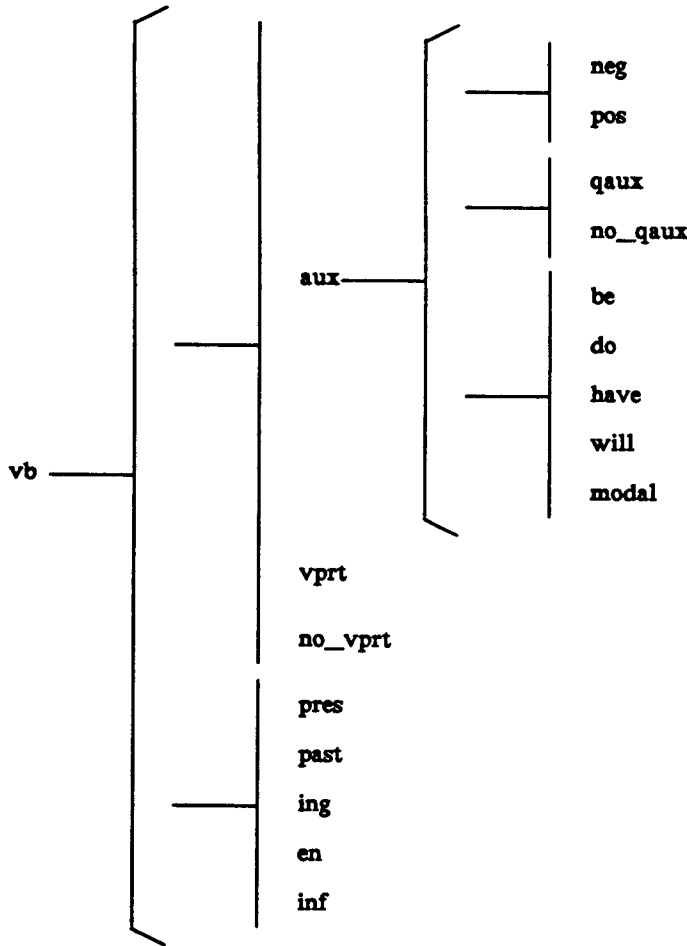 neg
pos
qaux
no_qaux
aux
be
do
have
will
vb
modal
vprt
no_vprt
pres
past
ing
en
inf